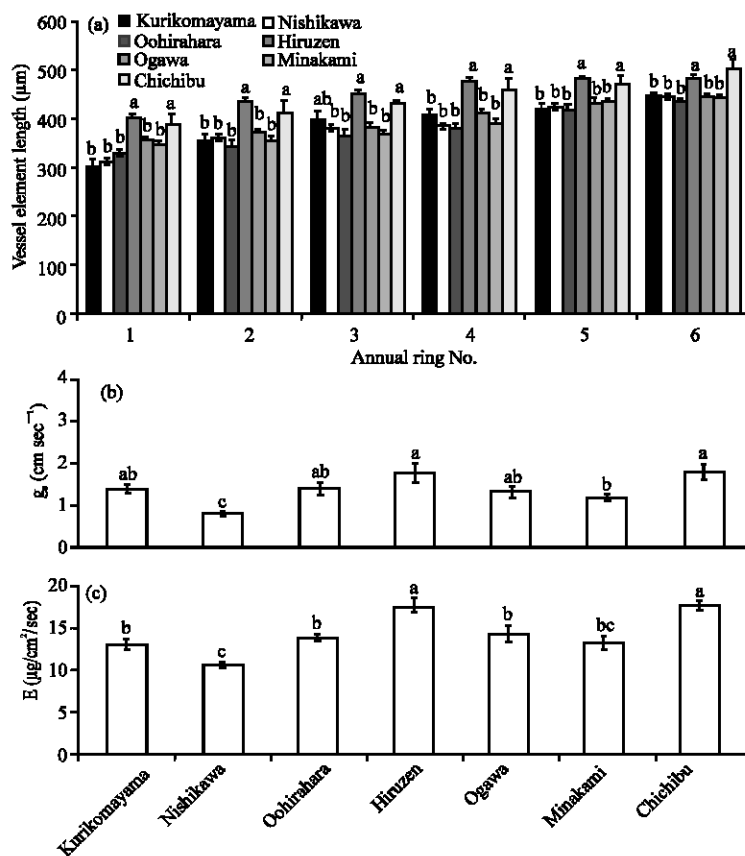 (a) Kurikomayama Nishikawa
Oohirahara Hiruzen
Ogawa Minakami
Chichibu
Vessel element length (µm)
600
500
400
300
200
100
0
b b b a b b a
b b b a b b a
ab b b a b b a
b b b a b b a
b b b a b b a
b b b a b b a
1 2 3 4 5 6
Annual ring No.
(b)
gs (cm sec⁻¹)
4
3
2
1
0
ab c ab a ab b a
(c)
E (µg/cm²/sec)
20
15
10
5
0
b c b a b bc a
Kurikomayama Nishikawa Oohirahara Hiruzen Ogawa Minakami Chichibu